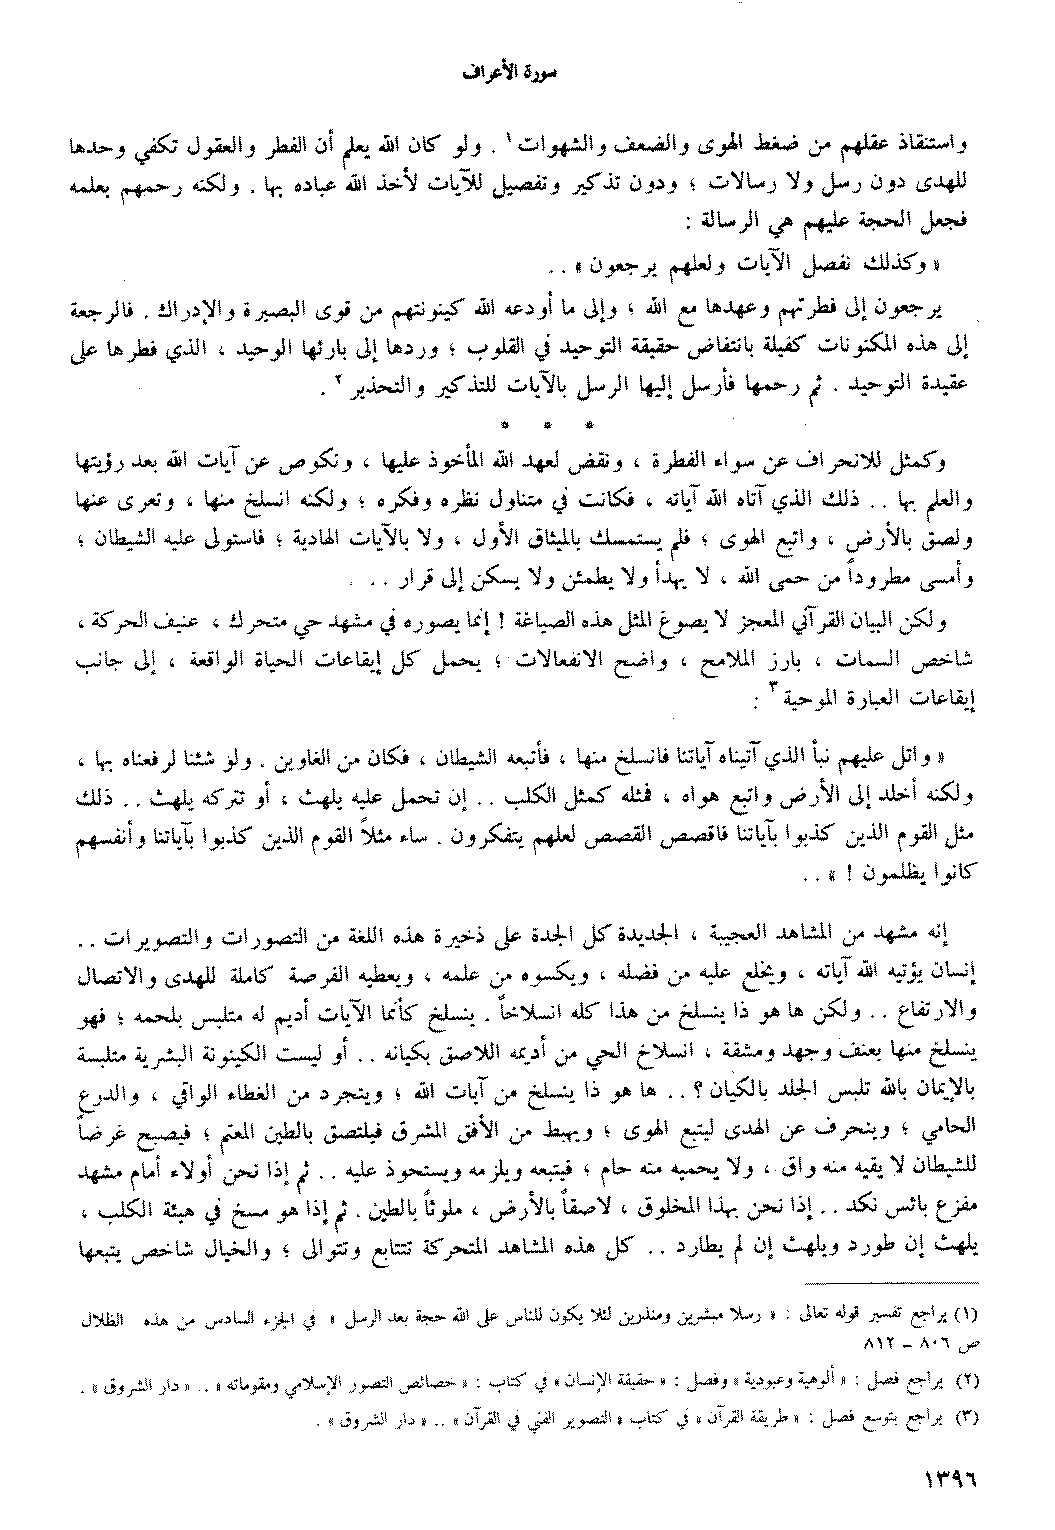 سورة الأعراف
واستنقاذ عقلهم من ضغط الهوى والضعف والشهوات ١ . ولو كان الله يعلم أن الفطر والعقول تكفي وحدها
للهدى دون رسل ولا رسالات ؛ ودون تذكير وتفصيل للآيات لأخذ الله عباده بها . ولكنه رحمهم بعلمه
فجعل الحجة عليهم هي الرسالة :
« وكذلك نفصل الآيات ولعلهم يرجعون » . .
يرجعون إلى فطرتهم وعهدها مع الله ؛ وإلى ما أودعه الله كينونتهم من قوى البصيرة والإدراك . فالرجعة
إلى هذه المكنونات كفيلة بانتفاض حقيقة التوحيد في القلوب ؛ وردها إلى بارئها الوحيد ، الذي فطرها على
عقيدة التوحيد . ثم رحمها فأرسل إليها الرسل بالآيات للتذكير والتحذير ٢ .
* * *
وكمثل للانحراف عن سواء الفطرة ، ونقض لعهد الله المأخوذ عليها ، ونكوص عن آيات الله بعد رؤيتها
والعلم بها . . ذلك الذي آتاه الله آياته ، فكانت في متناول نظره وفكره ؛ ولكنه انسلخ منها ، وتعرى عنها
ولصق بالأرض ، واتبع الهوى ؛ فلم يستمسك بالميثاق الأول ، ولا بالآيات الهادية ؛ فاستولى عليه الشيطان ؛
وأمسى مطروداً من حمى الله ، لا يهدأ ولا يطمئن ولا يسكن إلى قرار . . .
ولكن البيان القرآني المعجز لا يصوغ المثل هذه الصياغة ! إنما يصوره في مشهد حي متحرك ، عنيف الحركة ،
شاخص السمات ، بارز الملامح ، واضح الانفعالات ؛ يحمل كل إيقاعات الحياة الواقعة ، إلى جانب
إيقاعات العبارة الموحية ٣ :
« واتل عليهم نبأ الذي آتيناه آياتنا فانسلخ منها ، فأتبعه الشيطان ، فكان من الغاوين . ولو شئنا لرفعناه بها ،
ولكنه أخلد إلى الأرض واتبع هواه ، فمثله كمثل الكلب . . إن تحمل عليه يلهث ، أو تتركه يلهث . . ذلك
مثل القوم الذين كذبوا بآياتنا فاقصص القصص لعلهم يتفكرون . ساء مثلاً القوم الذين كذبوا بآياتنا وأنفسهم
كانوا يظلمون ! » . .
إنه مشهد من المشاهد العجيبة ، الجديدة كل الجدة على ذخيرة هذه اللغة من التصورات والتصويرات . .
إنسان يؤتيه الله آياته ، ويخلع عليه من فضله ، ويكسوه من علمه ، ويعطيه الفرصة كاملة للهدى والاتصال
والارتفاع . . ولكن ها هو ذا ينسلخ من هذا كله انسلاخاً . ينسلخ كأنما الآيات أديم له متلبس بلحمه ؛ فهو
ينسلخ منها بعنف وجهد ومشقة ، انسلاخ الحي من أديمه اللاصق بكيانه . . أو ليست الكينونة البشرية متلبسة
بالإيمان بالله تلبس الجلد بالكيان ؟ . . ها هو ذا ينسلخ من آيات الله ؛ ويتجرد من الغطاء الواقي ، والدرع
الحامي ؛ وينحرف عن الهدى ليتبع الهوى ؛ ويهبط من الأفق المشرق فيلتصق بالطين المعتم ؛ فيصبح غرضاً
للشيطان لا يقيه منه واق ، ولا يحميه منه حام ؛ فيتبعه ويلزمه ويستحوذ عليه . . ثم إذا نحن أولاء أمام مشهد
مفزع بائس نكد . . إذا نحن بهذا المخلوق ، لاصقاً بالأرض ، ملوثاً بالطين . ثم إذا هو مسخ في هيئة الكلب ،
يلهث إن طورد ويلهث إن لم يطارد . . كل هذه المشاهد المتحركة تتتابع وتتوالى ؛ والخيال شاخص يتبعها
(١) يراجع تفسير قوله تعالى : « رسلا مبشرين ومنذرين لئلا يكون للناس على الله حجة بعد الرسل » في الجزء السادس من هذه الظلال
ص ٨٠٦ – ٨١٢
(٢) يراجع فصل : « ألوهية وعبودية » وفصل : « حقيقة الإنسان » في كتاب : « خصائص التصور الإسلامي ومقوماته » . . « دار الشروق » .
(٣) يراجع بتوسع فصل : « طريقة القرآن » في كتاب « التصوير الفني في القرآن » . . « دار الشروق » .
١٣٩٦